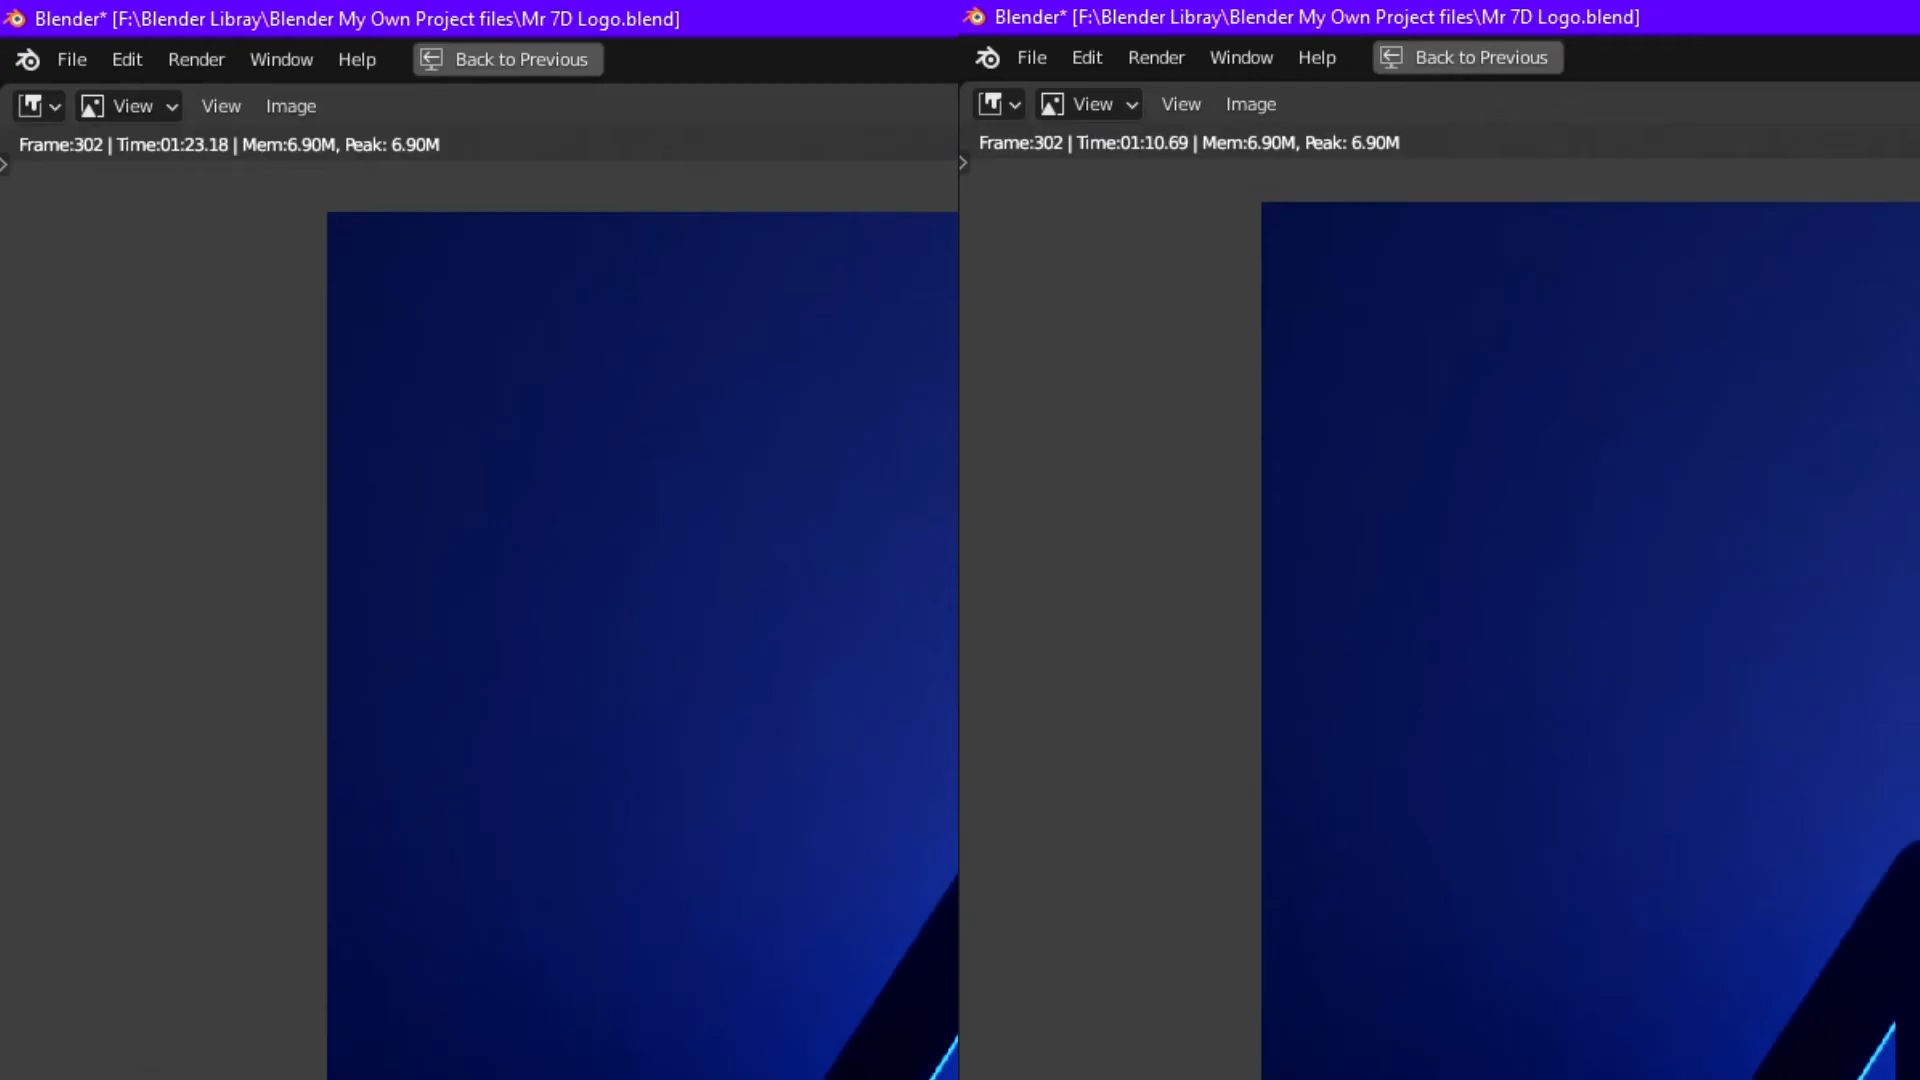 Blender* [F:\Blender Libray\Blender My Own Project files\Mr 7D Logo.blend]
File Edit Render Window Help Back to Previous
View View Image
Frame:302 | Time:01:23.18 | Mem:6.90M, Peak: 6.90M
Blender* [F:\Blender Libray\Blender My Own Project files\Mr 7D Logo.blend]
File Edit Render Window Help Back to Previous
View View Image
Frame:302 | Time:01:10.69 | Mem:6.90M, Peak: 6.90M